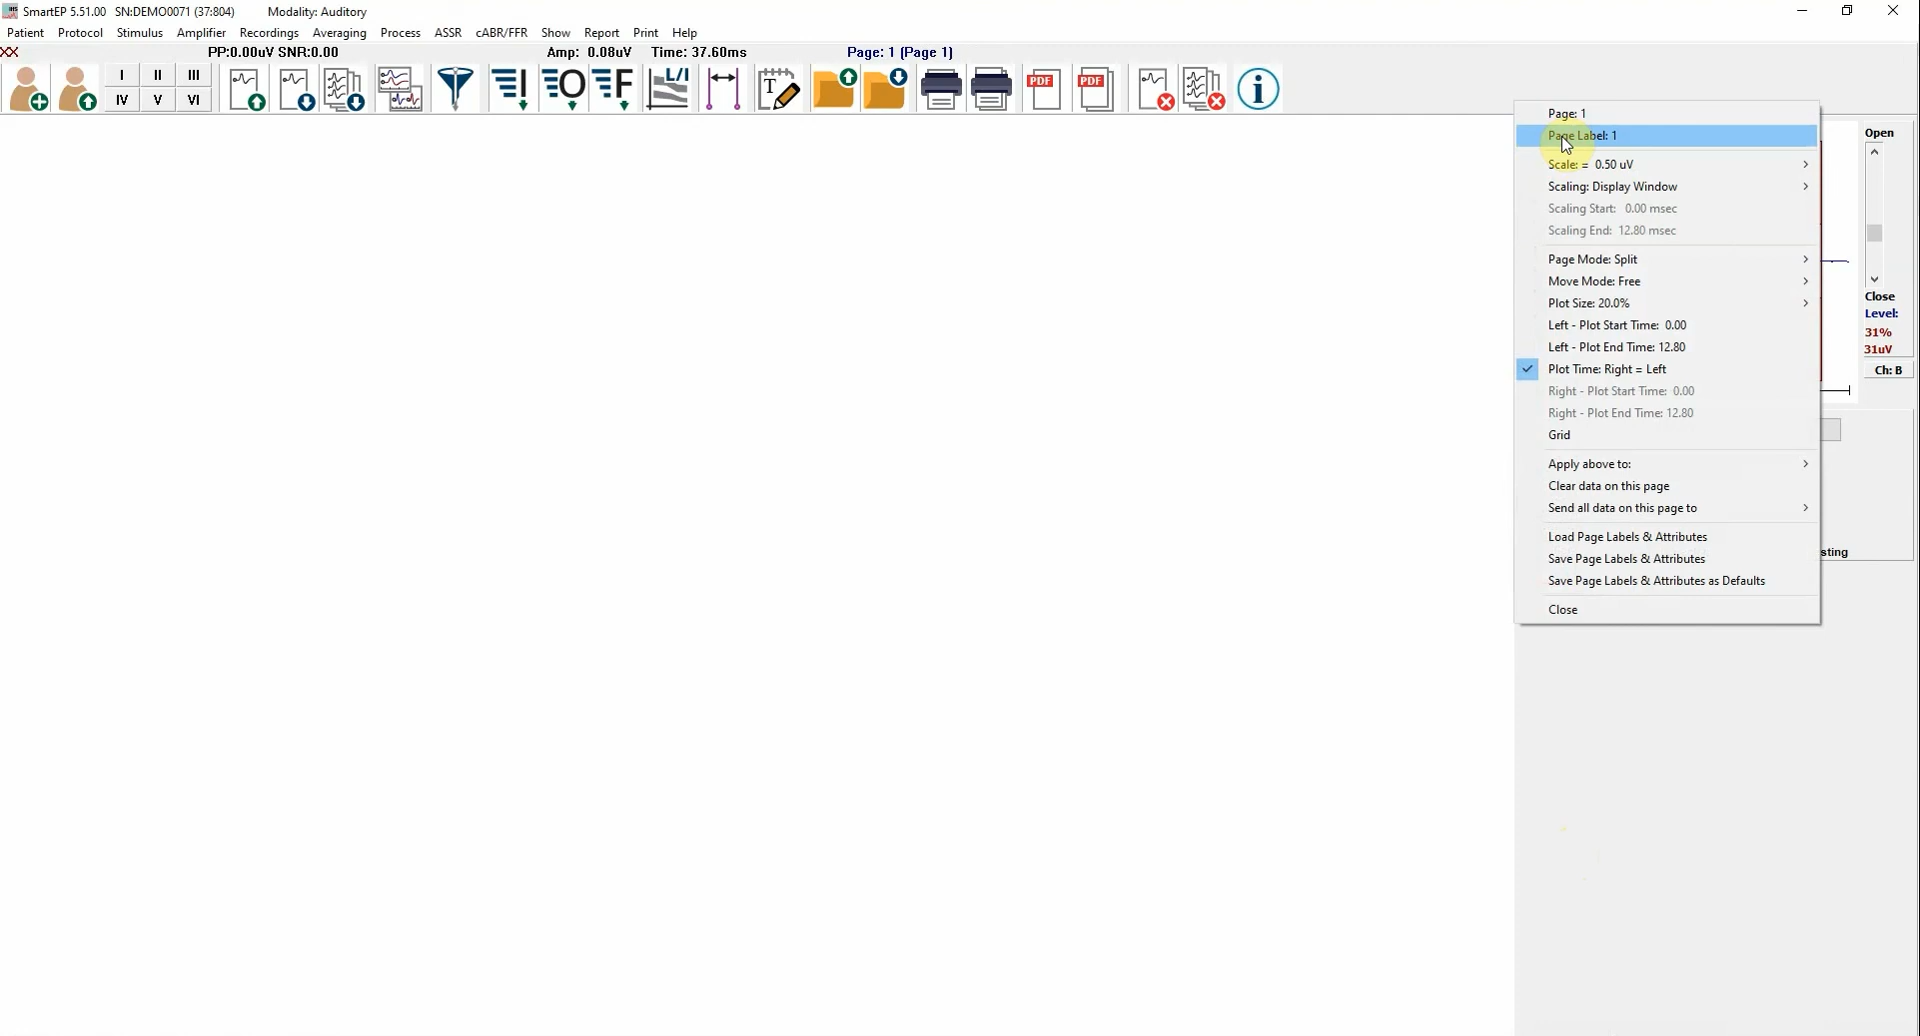 SmartEP 5.51.00 SN:DEMO0071 (37:804) Modality: Auditory
Patient Protocol Stimulus Amplifier Recordings Averaging Process ASSR cABR/FFR Show Report Print Help
XX PP:0.00uV SNR:0.00 Amp: 0.08uV Time: 37.60ms Page: 1 (Page 1)
I II III
IV V VI
I O F L/I T PDF PDF i
Page: 1
Page Label: 1
Scale: = 0.50 uV
Scaling: Display Window
Scaling Start: 0.00 msec
Scaling End: 12.80 msec
Page Mode: Split
Move Mode: Free
Plot Size: 20.0%
Left - Plot Start Time: 0.00
Left - Plot End Time: 12.80
Plot Time: Right = Left
Right - Plot Start Time: 0.00
Right - Plot End Time: 12.80
Grid
Apply above to:
Clear data on this page
Send all data on this page to
Load Page Labels & Attributes
Save Page Labels & Attributes
Save Page Labels & Attributes as Defaults
Close
Open
Close
Level:
31%
31uV
Ch: B
sting